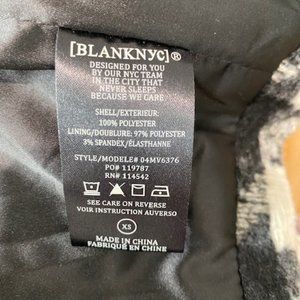 [BLANKNYC]®
DESIGNED FOR YOU
BY OUR NYC TEAM
IN THE CITY THAT
NEVER SLEEPS
BECAUSE WE CARE
SHELL/EXTERIOR:
100% POLYESTER
LINING/DOUBLURE: 97% POLYESTER
3% SPANDEX/ÉLASTHANNE
STYLE/MODELE# 04MV6376
PO# 119787
RN# 114542
SEE CARE ON REVERSE
VOIR INSTRUCTION AUVERSO
XS
MADE IN CHINA
FABRIQUÉ EN CHINE